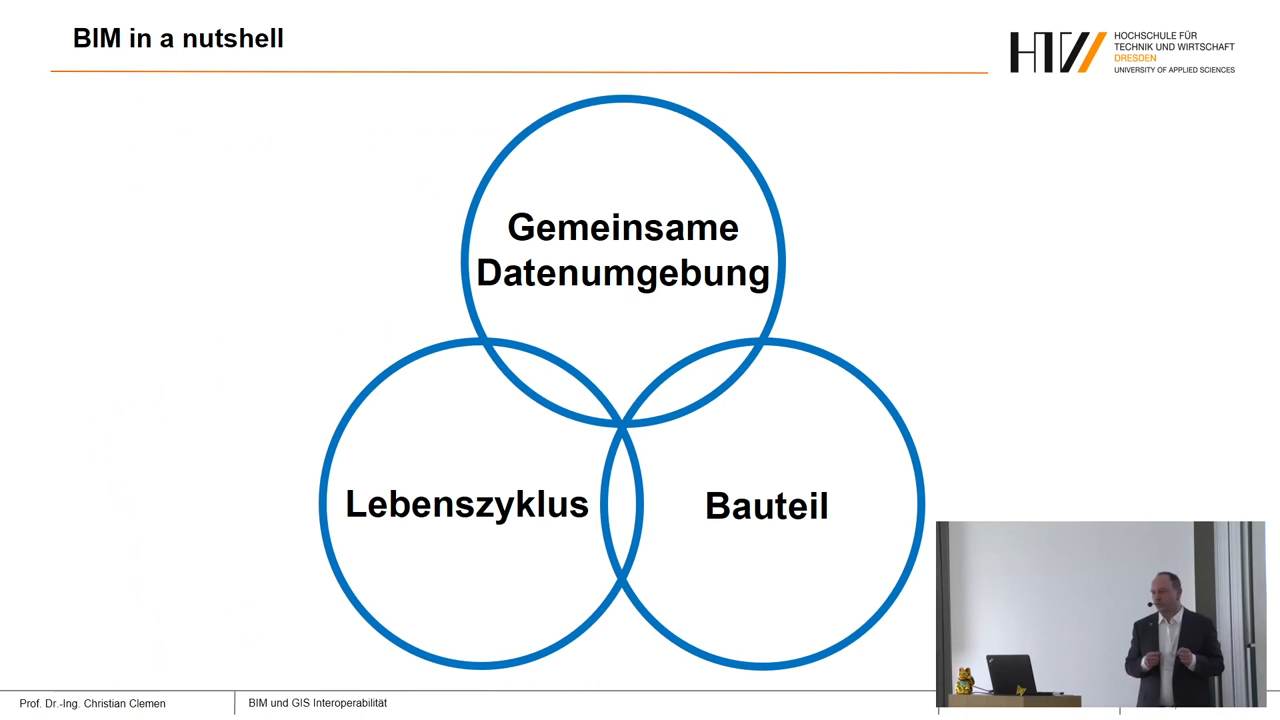 BIM in a nutshell
HOCHSCHULE FÜR
TECHNIK UND WIRTSCHAFT
DRESDEN
UNIVERSITY OF APPLIED SCIENCES
Gemeinsame
Datenumgebung
Lebenszyklus
Bauteil
Prof. Dr.-Ing. Christian Clemen
BIM und GIS Interoperabilität